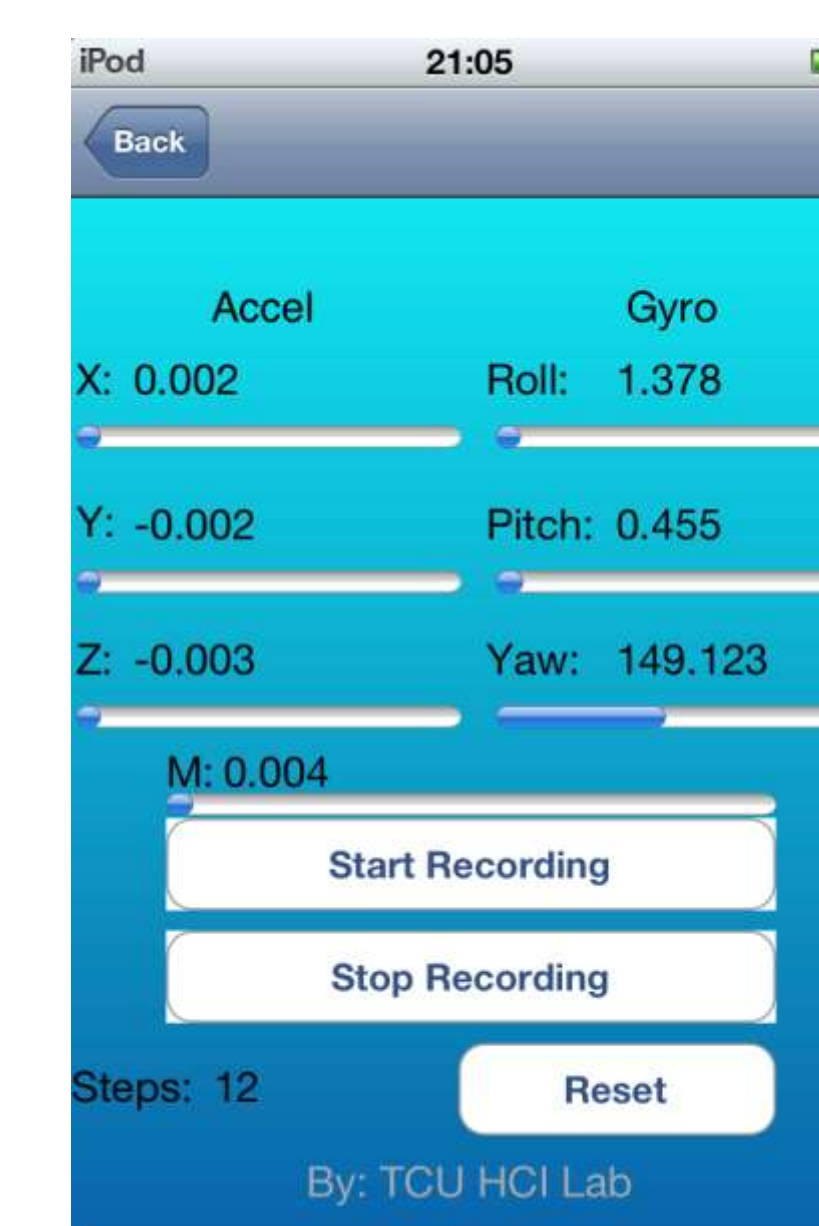 iPod 21:05
Back
Accel Gyro
X: 0.002 Roll: 1.378
Y: -0.002 Pitch: 0.455
Z: -0.003 Yaw: 149.123
M: 0.004
Start Recording
Stop Recording
Steps: 12 Reset
By: TCU HCI Lab